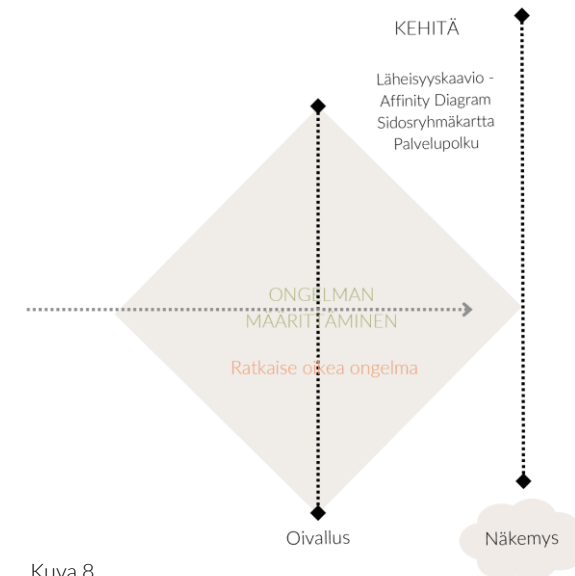 KEHITÄ
Läheisyyskaavio -
Affinity Diagram
Sidosryhmäkartta
Palvelupolku
ONGELMAN
MÄÄRITTÄMINEN
Ratkaise oikea ongelma
Oivallus
Näkemys
Kuva 8